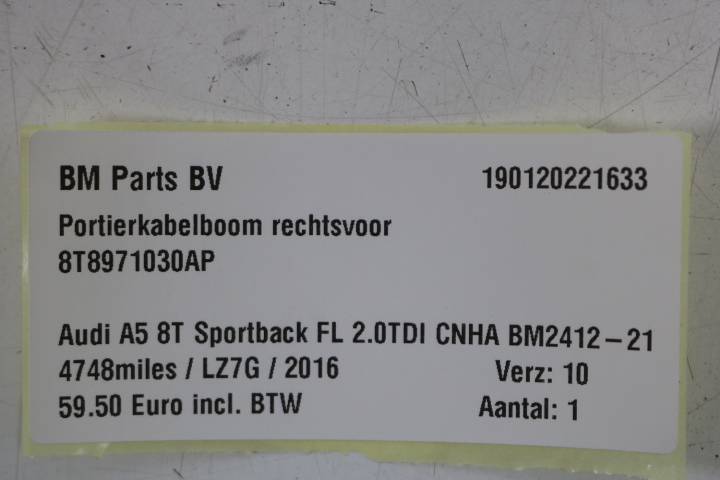 BM Parts BV 190120221633
Portierkabelboom rechtsvoor
8T8971030AP
Audi A5 8T Sportback FL 2.0TDI CNHA BM2412-21
4748miles / LZ7G / 2016 Verz: 10
59.50 Euro incl. BTW Aantal: 1